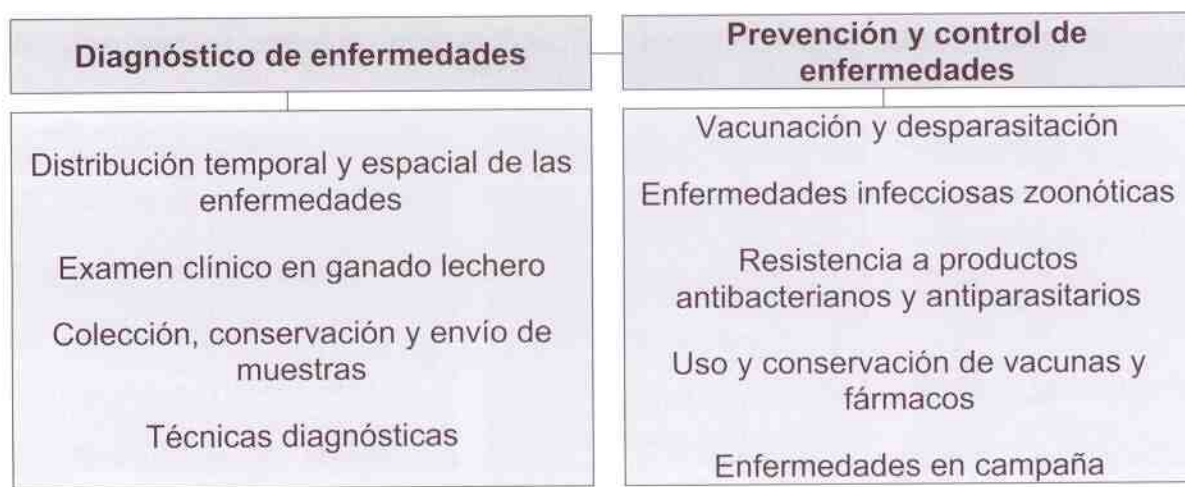 Diagnóstico de enfermedades
Distribución temporal y espacial de las
enfermedades
Examen clínico en ganado lechero
Colección, conservación y envío de
muestras
Técnicas diagnósticas
Prevención y control de
enfermedades
Vacunación y desparasitación
Enfermedades infecciosas zoonóticas
Resistencia a productos
antibacterianos y antiparasitarios
Uso y conservación de vacunas y
fármacos
Enfermedades en campaña